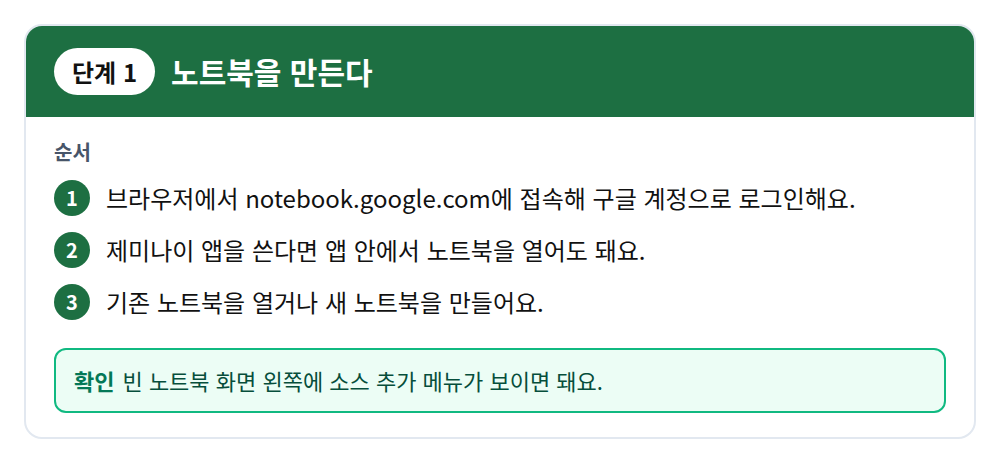 단계 1 노트북을 만든다
순서
1 브라우저에서 notebook.google.com에 접속해 구글 계정으로 로그인해요.
2 제미나이 앱을 쓴다면 앱 안에서 노트북을 열어도 돼요.
3 기존 노트북을 열거나 새 노트북을 만들어요.
확인 빈 노트북 화면 왼쪽에 소스 추가 메뉴가 보이면 돼요.